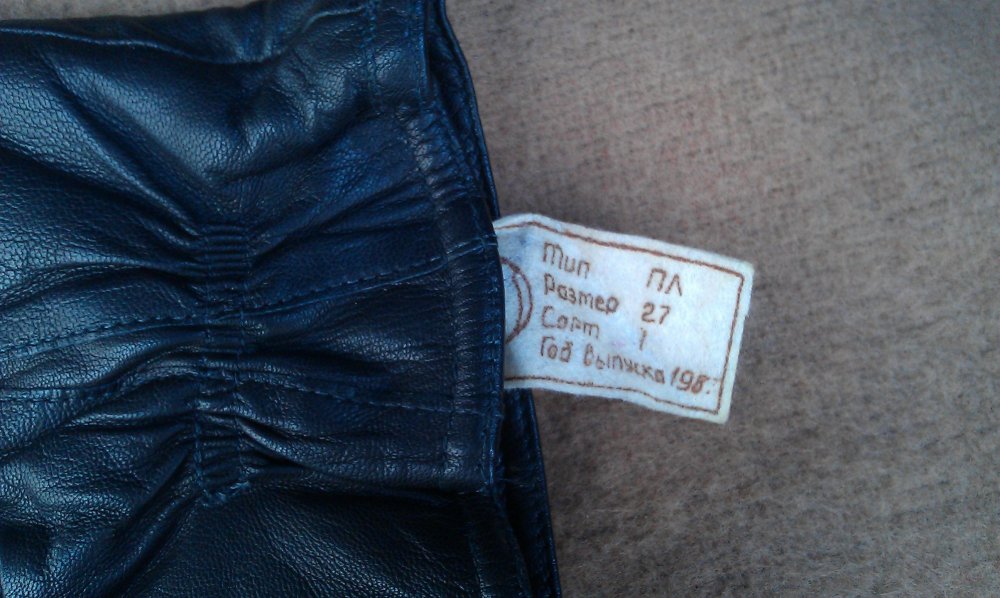 Тип ПЛ
Размер 27
Сорт 1
Год выпуска 198